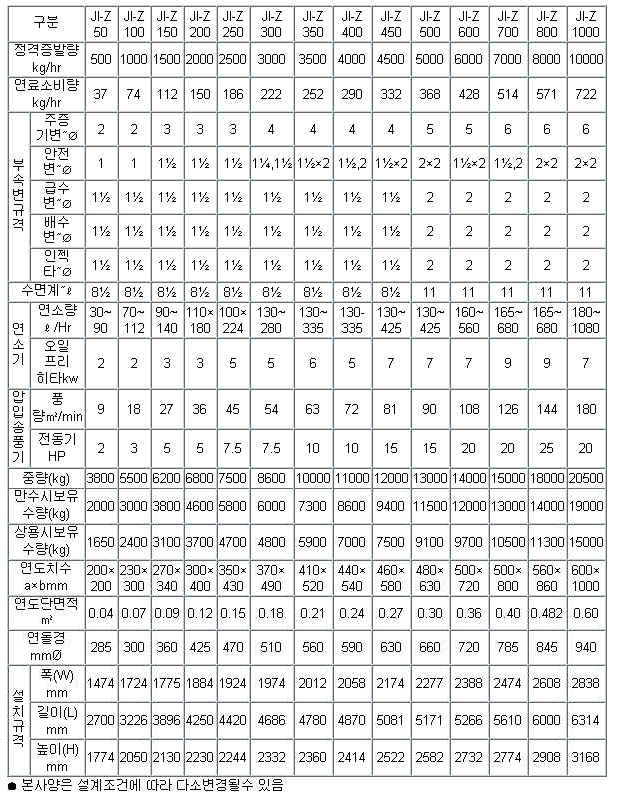 구분 JI-Z 50 JI-Z 100 JI-Z 150 JI-Z 200 JI-Z 250 JI-Z 300 JI-Z 350 JI-Z 400 JI-Z 450 JI-Z 500 JI-Z 600 JI-Z 700 JI-Z 800 JI-Z 1000
정격증발량 kg/hr 500 1000 1500 2000 2500 3000 3500 4000 4500 5000 6000 7000 8000 10000
연료소비량 kg/hr 37 74 112 150 186 222 252 290 332 368 428 514 571 722
부속변규격
주증기변˝Ø 2 2 3 3 3 4 4 4 4 5 5 6 6 6
안전변˝Ø 1 1 1½ 1½ 1½ 1¼,1½ 1½×2 1½,2 1½×2 2×2 1½×2 1½,2 2×2 2×2
급수변˝Ø 1½ 1½ 1½ 1½ 1½ 1½ 1½ 1½ 1½ 2 2 2 2 2
배수변˝Ø 1½ 1½ 1½ 1½ 1½ 1½ 1½ 1½ 1½ 2 2 2 2 2
인젝타˝Ø 1½ 1½ 1½ 1½ 1½ 1½ 1½ 1½ 1½ 2 2 2 2 2
수면계˝ℓ 8½ 8½ 8½ 8½ 8½ 8½ 8½ 8½ 8½ 11 11 11 11 11
연소기
연소량 ℓ/Hr 30~90 70~112 90~140 110×180 100×224 130~280 130~335 130-335 130~425 130~425 160~560 165~680 165~680 180~1080
오일프리히타kw 2 2 3 3 5 5 6 5 7 7 7 9 9 7
압입송풍기
풍량㎥/min 9 18 27 36 45 54 63 72 81 90 108 126 144 180
전동기 HP 2 3 5 5 7.5 7.5 10 10 15 15 20 20 25 20
중량(kg) 3800 5500 6200 6800 7500 8600 10000 11000 12000 13000 14000 15000 18000 20500
만수시보유수량(kg) 2000 3000 3800 4600 5800 6000 7300 8600 9400 11500 12000 13000 14000 19000
상용시보유수량(kg) 1650 2400 3100 3700 4700 4800 5900 7000 7500 9100 9700 10500 11300 15000
연도치수 a×bmm 200×200 230×300 270×340 300×400 350×430 370×490 410×520 440×540 460×580 480×630 500×720 500×800 560×860 600×1000
연도단면적 ㎡ 0.04 0.07 0.09 0.12 0.15 0.18 0.21 0.24 0.27 0.30 0.36 0.40 0.482 0.60
연돌경 mmØ 285 300 360 425 470 510 560 590 630 660 720 785 845 940
설치규격
폭(W) mm 1474 1724 1775 1884 1924 1974 2012 2058 2174 2277 2388 2474 2608 2838
길이(L) mm 2700 3226 3896 4250 4420 4686 4780 4870 5081 5171 5266 5610 6000 6314
높이(H) mm 1774 2050 2130 2230 2244 2332 2360 2414 2522 2582 2732 2774 2908 3168
● 본사양은 설계조건에 따라 다소변경될수 있음